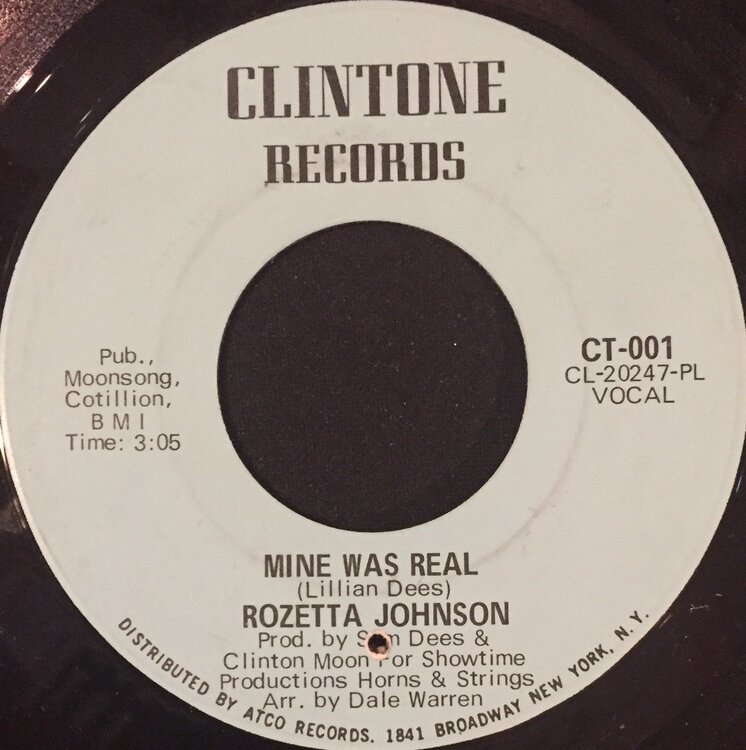 CLINTONE
RECORDS
Pub.,
Moonsong,
Cotillion,
BMI
Time: 3:05
CT-001
CL-20247-PL
VOCAL
MINE WAS REAL
(Lillian Dees)
ROZETTA JOHNSON
Prod. by Sam Dees &
Clinton Moon for Showtime
Productions Horns & Strings
Arr. by Dale Warren
DISTRIBUTED BY ATCO RECORDS. 1841 BROADWAY NEW YORK, N.Y.